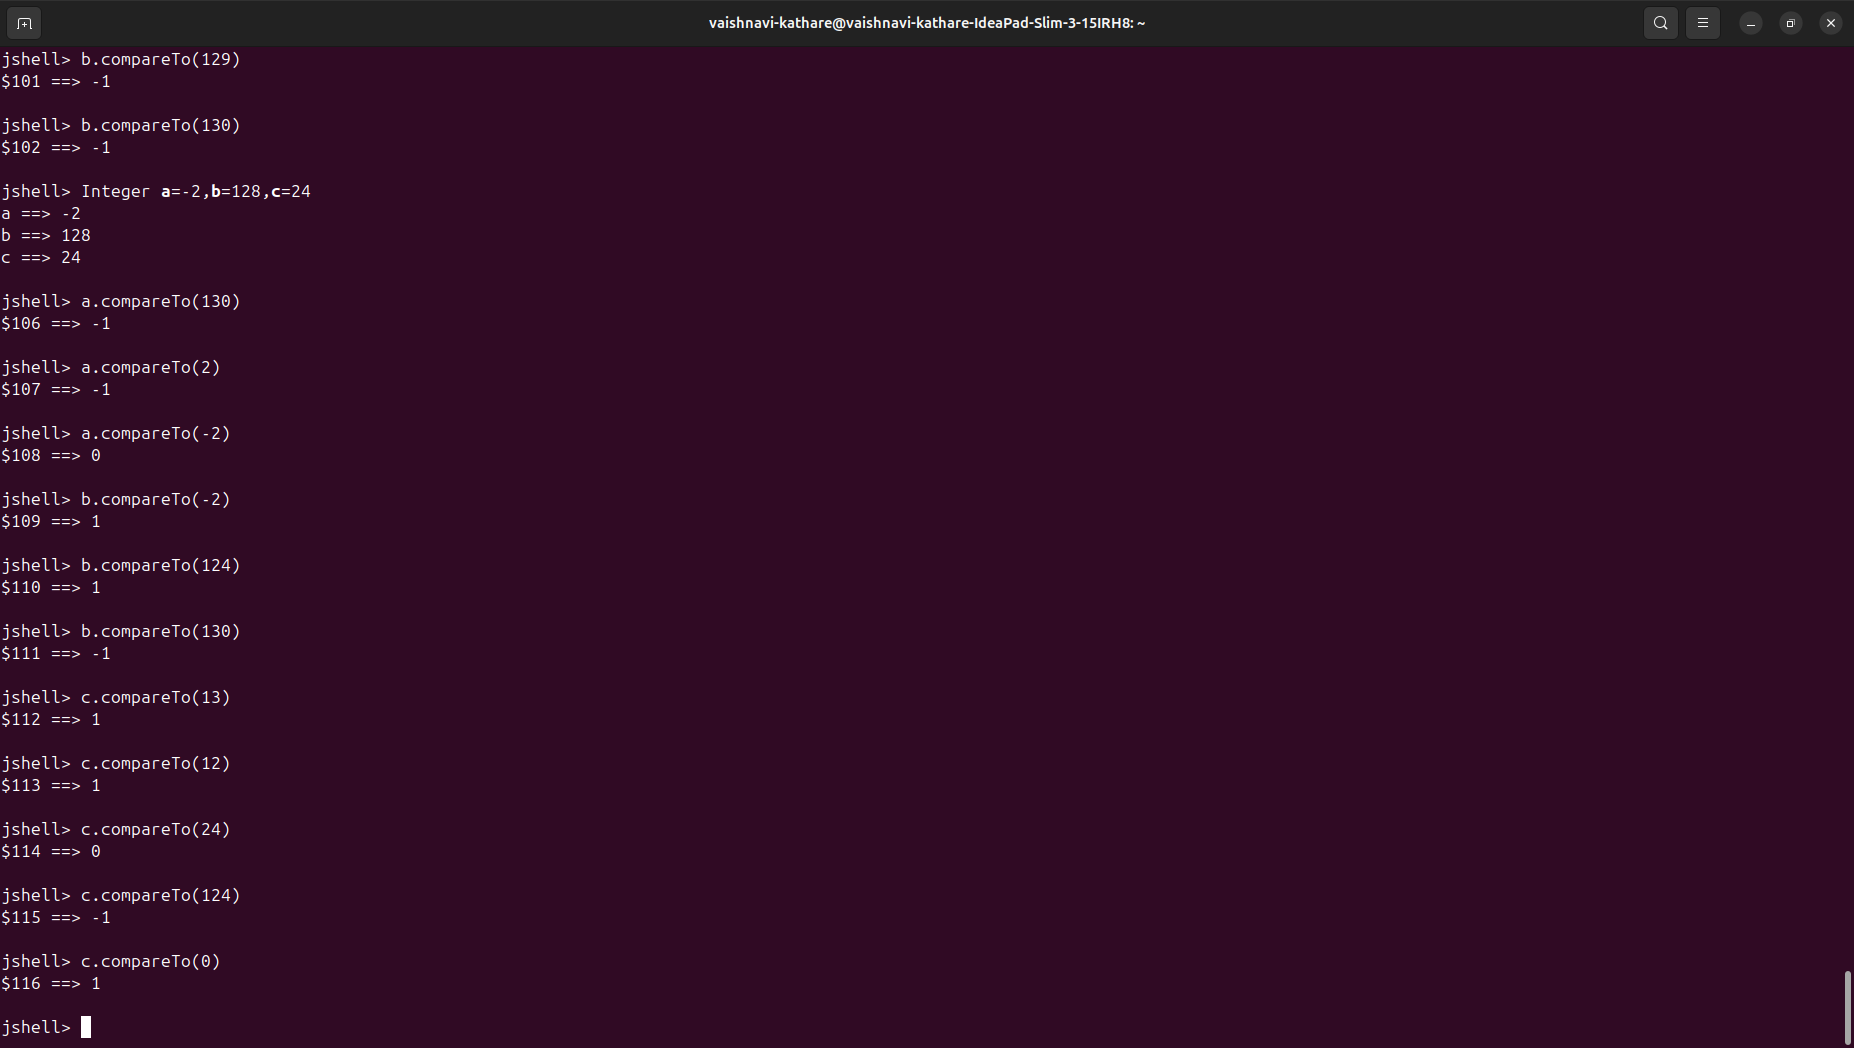 vaishnavi-kathare@vaishnavi-kathare-IdeaPad-Slim-3-15IRH8: ~
jshell> b.compareTo(129)
$101 ==> -1
jshell> b.compareTo(130)
$102 ==> -1
jshell> Integer a=-2,b=128,c=24
a ==> -2
b ==> 128
c ==> 24
jshell> a.compareTo(130)
$106 ==> -1
jshell> a.compareTo(2)
$107 ==> -1
jshell> a.compareTo(-2)
$108 ==> 0
jshell> b.compareTo(-2)
$109 ==> 1
jshell> b.compareTo(124)
$110 ==> 1
jshell> b.compareTo(130)
$111 ==> -1
jshell> c.compareTo(13)
$112 ==> 1
jshell> c.compareTo(12)
$113 ==> 1
jshell> c.compareTo(24)
$114 ==> 0
jshell> c.compareTo(124)
$115 ==> -1
jshell> c.compareTo(0)
$116 ==> 1
jshell>